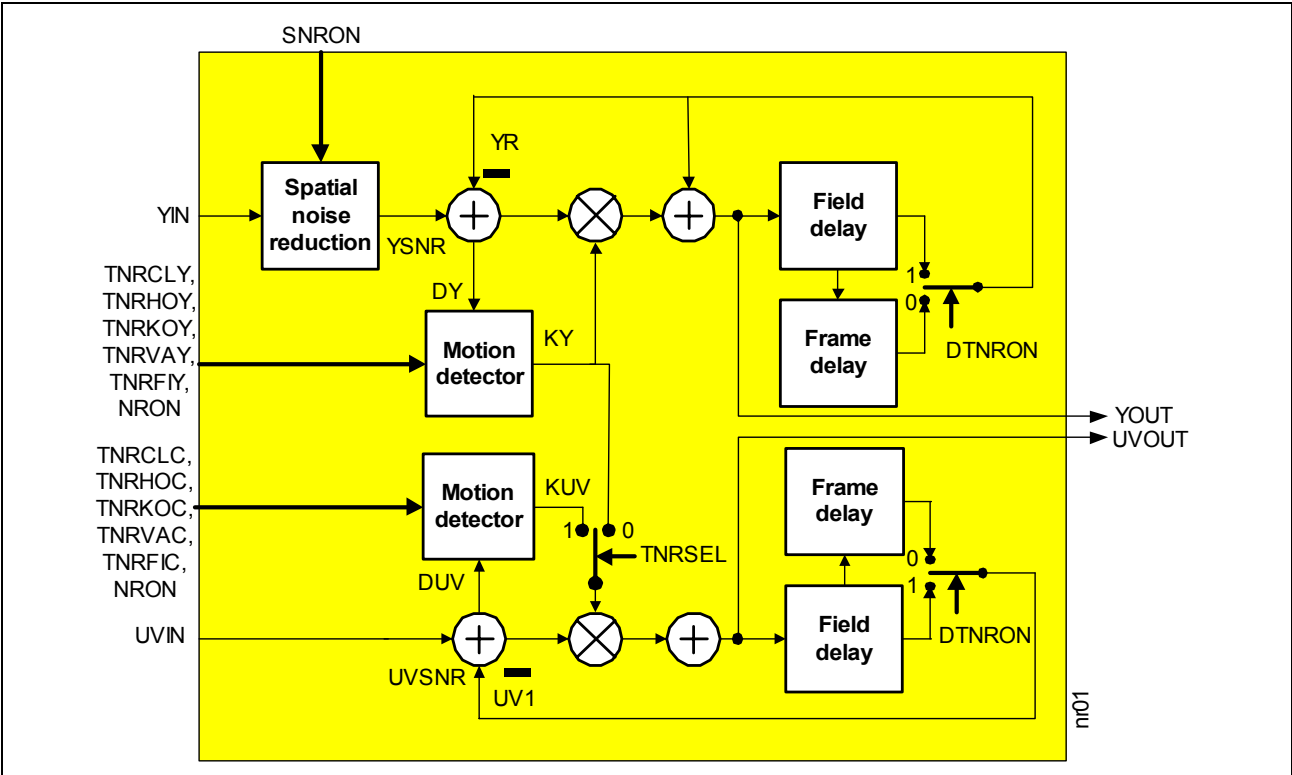 SNRON
YR
Spatial
noise
reduction
Field
delay
YIN
YSNR
1
0
DY
TNRCLY,
TNRHOY,
TNRKOY,
TNRVAY,
TNRFIY,
NRON
Motion
detector
KY
Frame
delay
DTNRON
YOUT
UVOUT
TNRCLC,
TNRHOC,
TNRKOC,
TNRVAC,
TNRFIC,
NRON
Motion
detector
KUV
1
0
TNRSEL
Frame
delay
0
1
DUV
UVIN
UVSNR
UV1
Field
delay
DTNRON
nr01